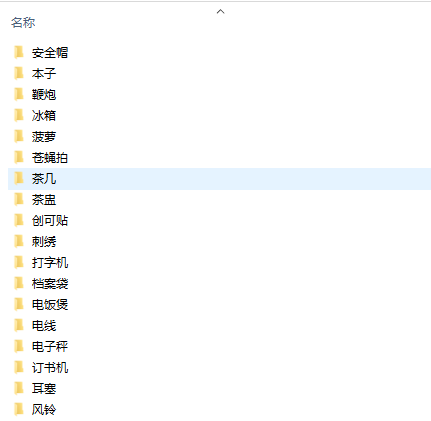 名称
安全帽
本子
鞭炮
冰箱
菠萝
苍蝇拍
茶几
茶盅
创可贴
刺绣
打字机
档案袋
电饭煲
电线
电子秤
订书机
耳塞
风铃